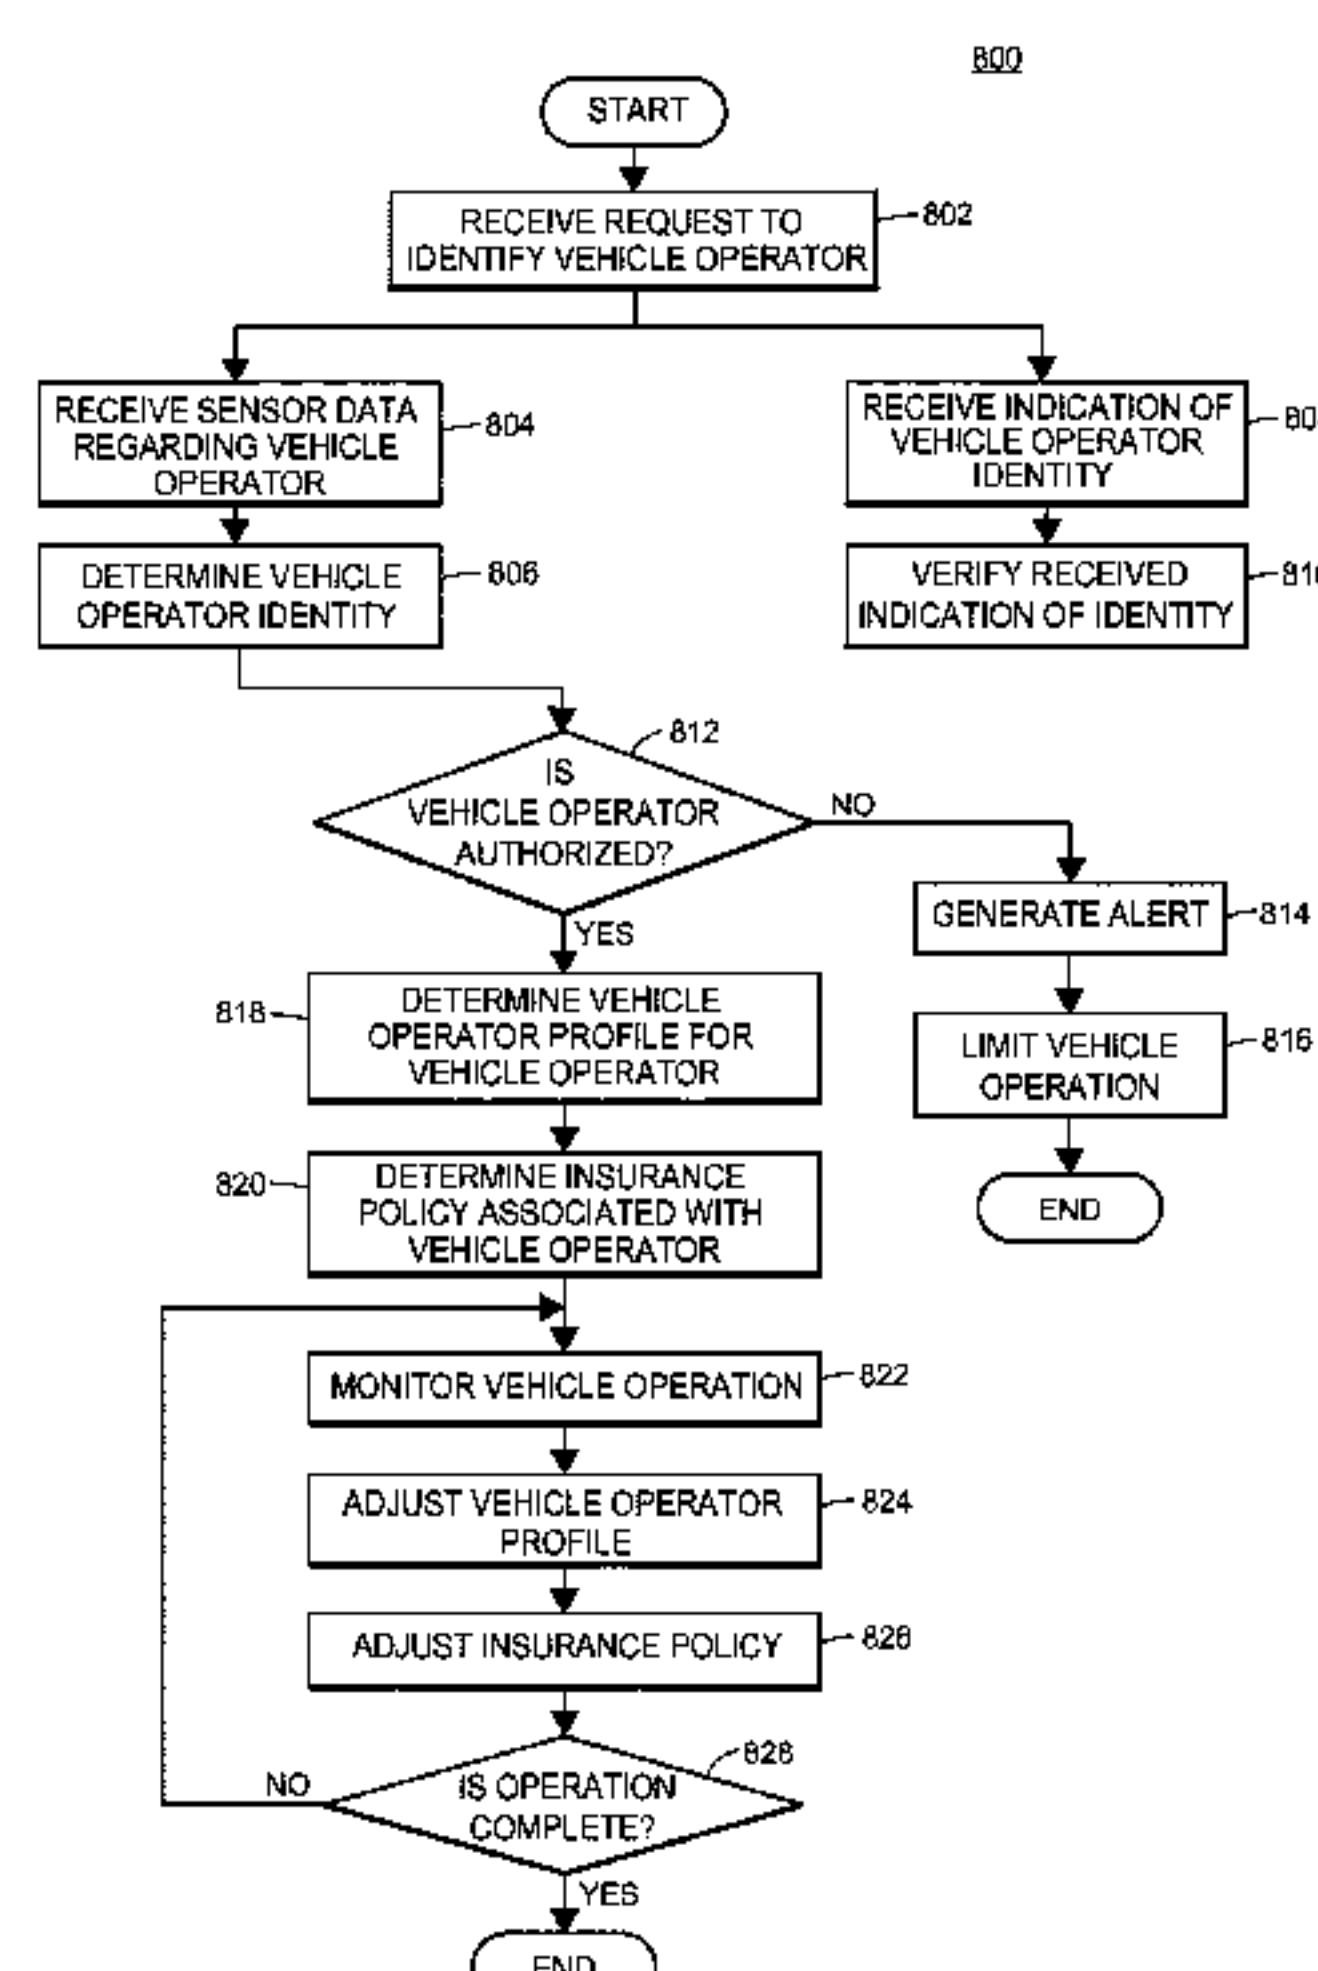 800
START
RECEIVE REQUEST TO
IDENTIFY VEHICLE OPERATOR
802
RECEIVE SENSOR DATA
REGARDING VEHICLE
OPERATOR
804
RECEIVE INDICATION OF
VEHICLE OPERATOR
IDENTITY
DETERMINE VEHICLE
OPERATOR IDENTITY
806
VERIFY RECEIVED
INDICATION OF IDENTITY
812
IS
VEHICLE OPERATOR
AUTHORIZED?
NO
YES
GENERATE ALERT
814
818
DETERMINE VEHICLE
OPERATOR PROFILE FOR
VEHICLE OPERATOR
LIMIT VEHICLE
OPERATION
816
820
DETERMINE INSURANCE
POLICY ASSOCIATED WITH
VEHICLE OPERATOR
END
MONITOR VEHICLE OPERATION
822
ADJUST VEHICLE OPERATOR
PROFILE
824
ADJUST INSURANCE POLICY
826
828
NO
IS OPERATION
COMPLETE?
YES
END